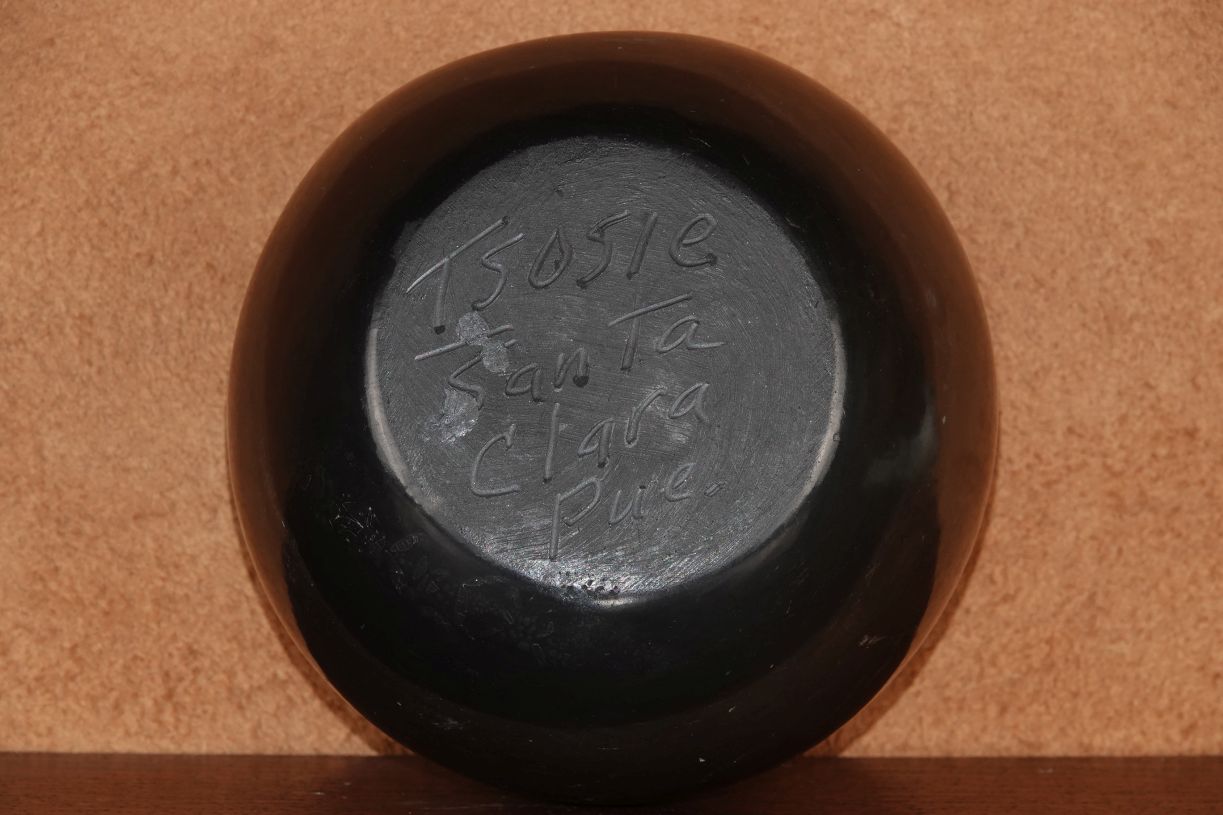 Tsosie
Santa
Clara
Pue.